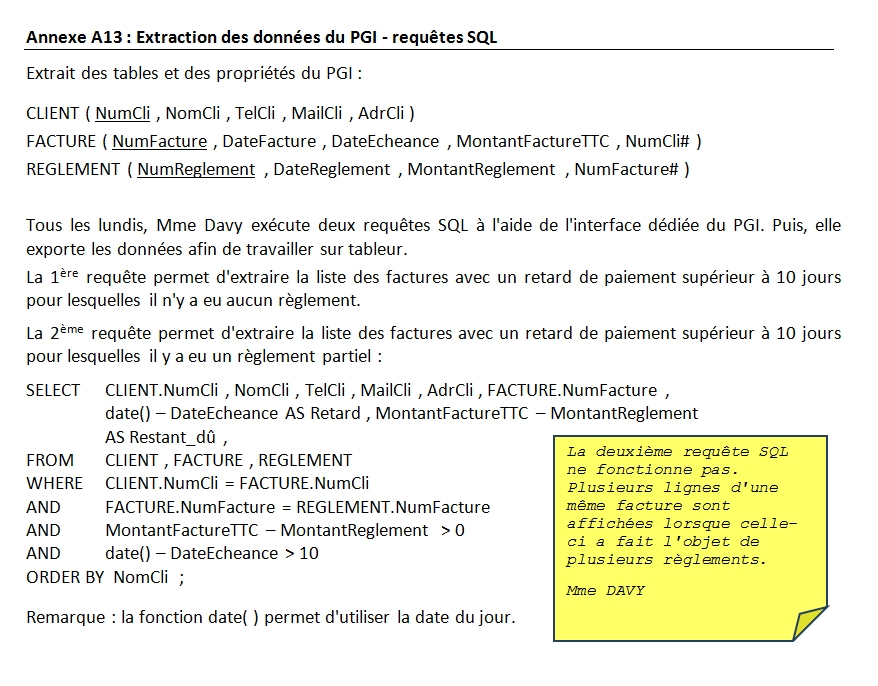 Annexe A13 : Extraction des données du PGI - requêtes SQL
Extrait des tables et des propriétés du PGI :
CLIENT ( NumCli , NomCli , TelCli , MailCli , AdrCli )
FACTURE ( NumFacture , DateFacture , DateEcheance , MontantFactureTTC , NumCli# )
REGLEMENT ( NumReglement , DateReglement , MontantReglement , NumFacture# )
Tous les lundis, Mme Davy exécute deux requêtes SQL à l'aide de l'interface dédiée du PGI. Puis, elle
exporte les données afin de travailler sur tableur.
La 1ère requête permet d'extraire la liste des factures avec un retard de paiement supérieur à 10 jours
pour lesquelles il n'y a eu aucun règlement.
La 2ème requête permet d'extraire la liste des factures avec un retard de paiement supérieur à 10 jours
pour lesquelles il y a eu un règlement partiel :
SELECT CLIENT.NumCli , NomCli , TelCli , MailCli , AdrCli , FACTURE.NumFacture ,
date() – DateEcheance AS Retard , MontantFactureTTC – MontantReglement
AS Restant_dû ,
FROM CLIENT , FACTURE , REGLEMENT
WHERE CLIENT.NumCli = FACTURE.NumCli
AND FACTURE.NumFacture = REGLEMENT.NumFacture
AND MontantFactureTTC – MontantReglement > 0
AND date() – DateEcheance > 10
ORDER BY NomCli ;
Remarque : la fonction date( ) permet d'utiliser la date du jour.
La deuxième requête SQL
ne fonctionne pas.
Plusieurs lignes d'une
même facture sont
affichées lorsque celle-
ci a fait l'objet de
plusieurs règlements.
Mme DAVY